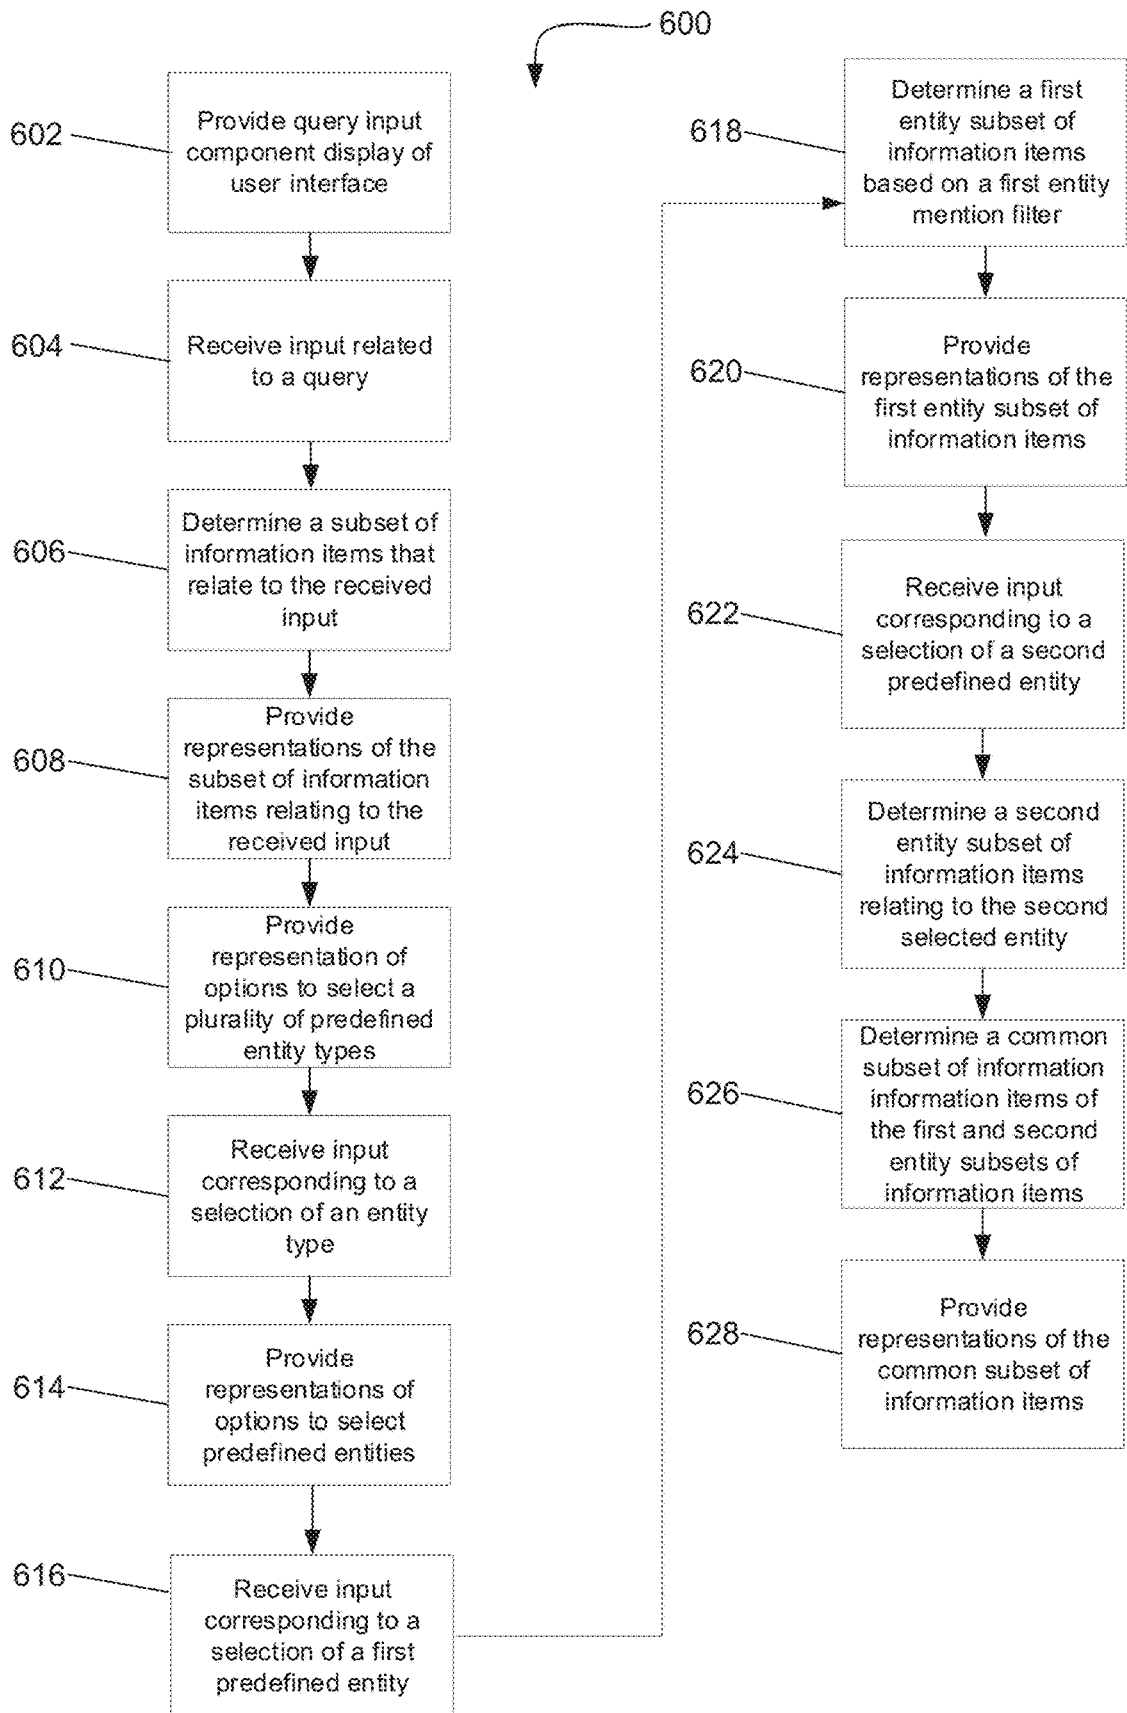 600
602
Provide query input
component display of
user interface
604
Receive input related
to a query
606
Determine a subset of
information items that
relate to the received
input
608
Provide
representations of the
subset of information
items relating to the
received input
610
Provide
representation of
options to select a
plurality of predefined
entity types
612
Receive input
corresponding to a
selection of an entity
type
614
Provide
representations of
options to select
predefined entities
616
Receive input
corresponding to a
selection of a first
predefined entity
618
Determine a first
entity subset of
information items
based on a first entity
mention filter
620
Provide
representations of the
first entity subset of
information items
622
Receive input
corresponding to a
selection of a second
predefined entity
624
Determine a second
entity subset of
information items
relating to the second
selected entity
626
Determine a common
subset of information
information items of
the first and second
entity subsets of
information items
628
Provide
representations of the
common subset of
information items